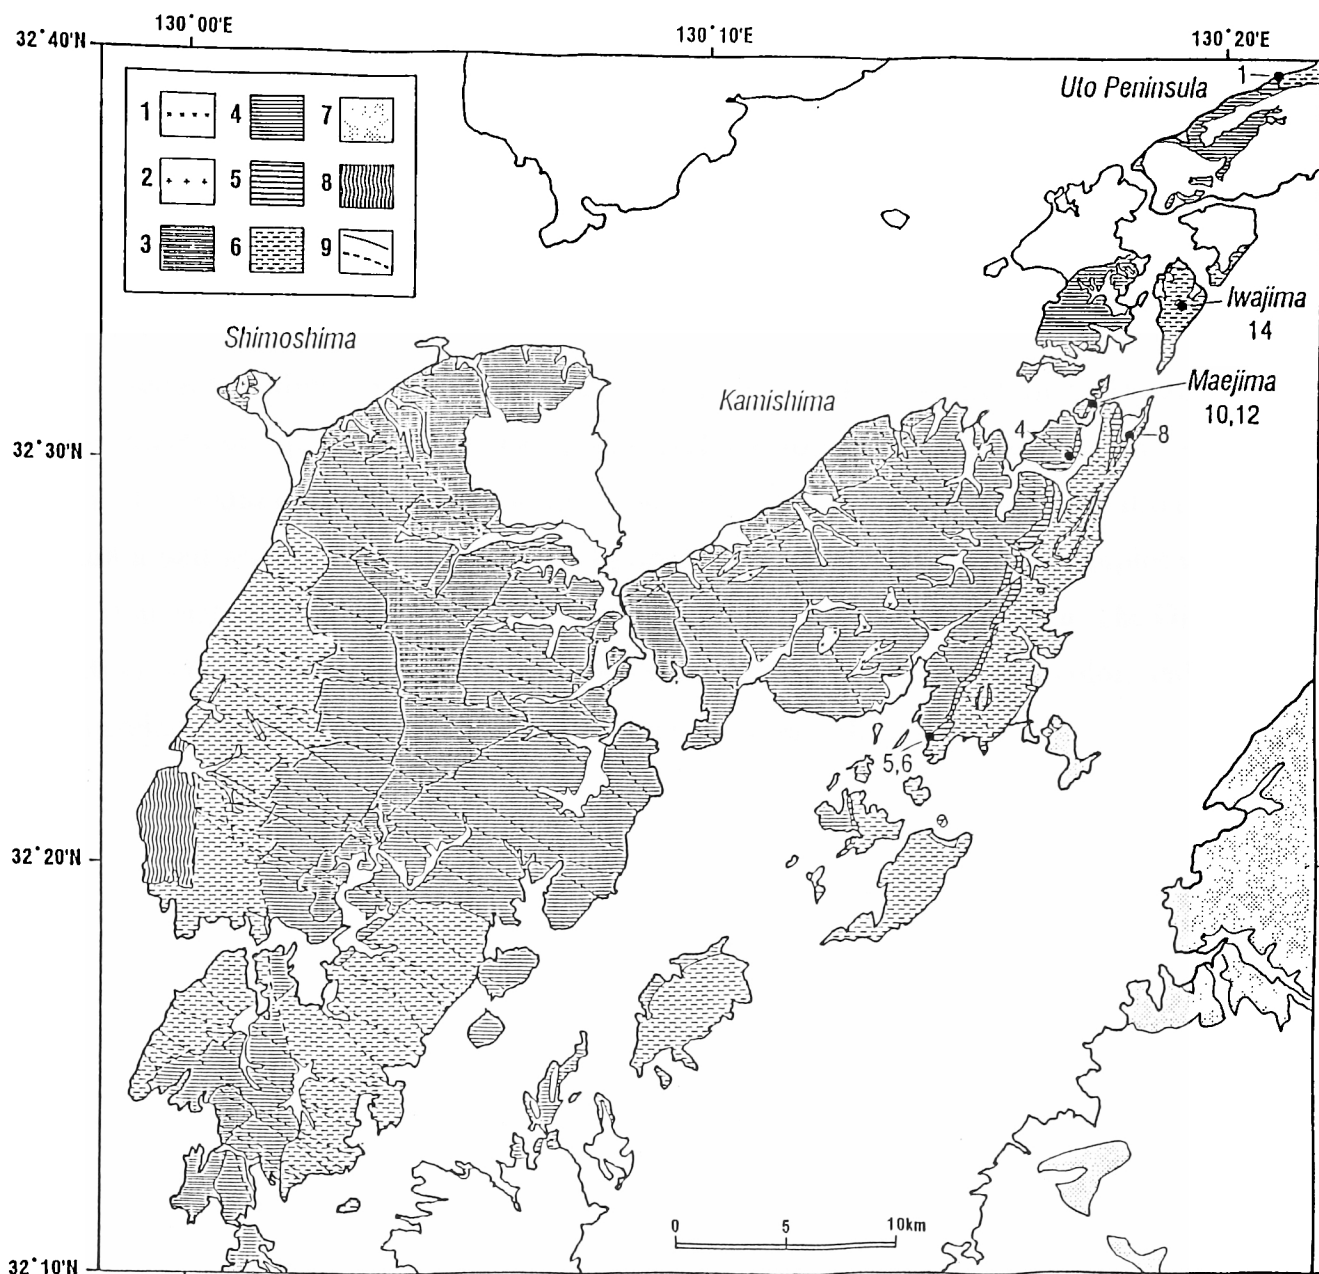 130°00'E
130°10'E
130°20'E
32°40'N
1 4 7
2 5 8
3 6 9
Uto Peninsula
1
Iwajima
14
Shimoshima
Kamishima
Maejima
10,12
4
8
32°30'N
5,6
32°20'N
0 5 10km
32°10'N